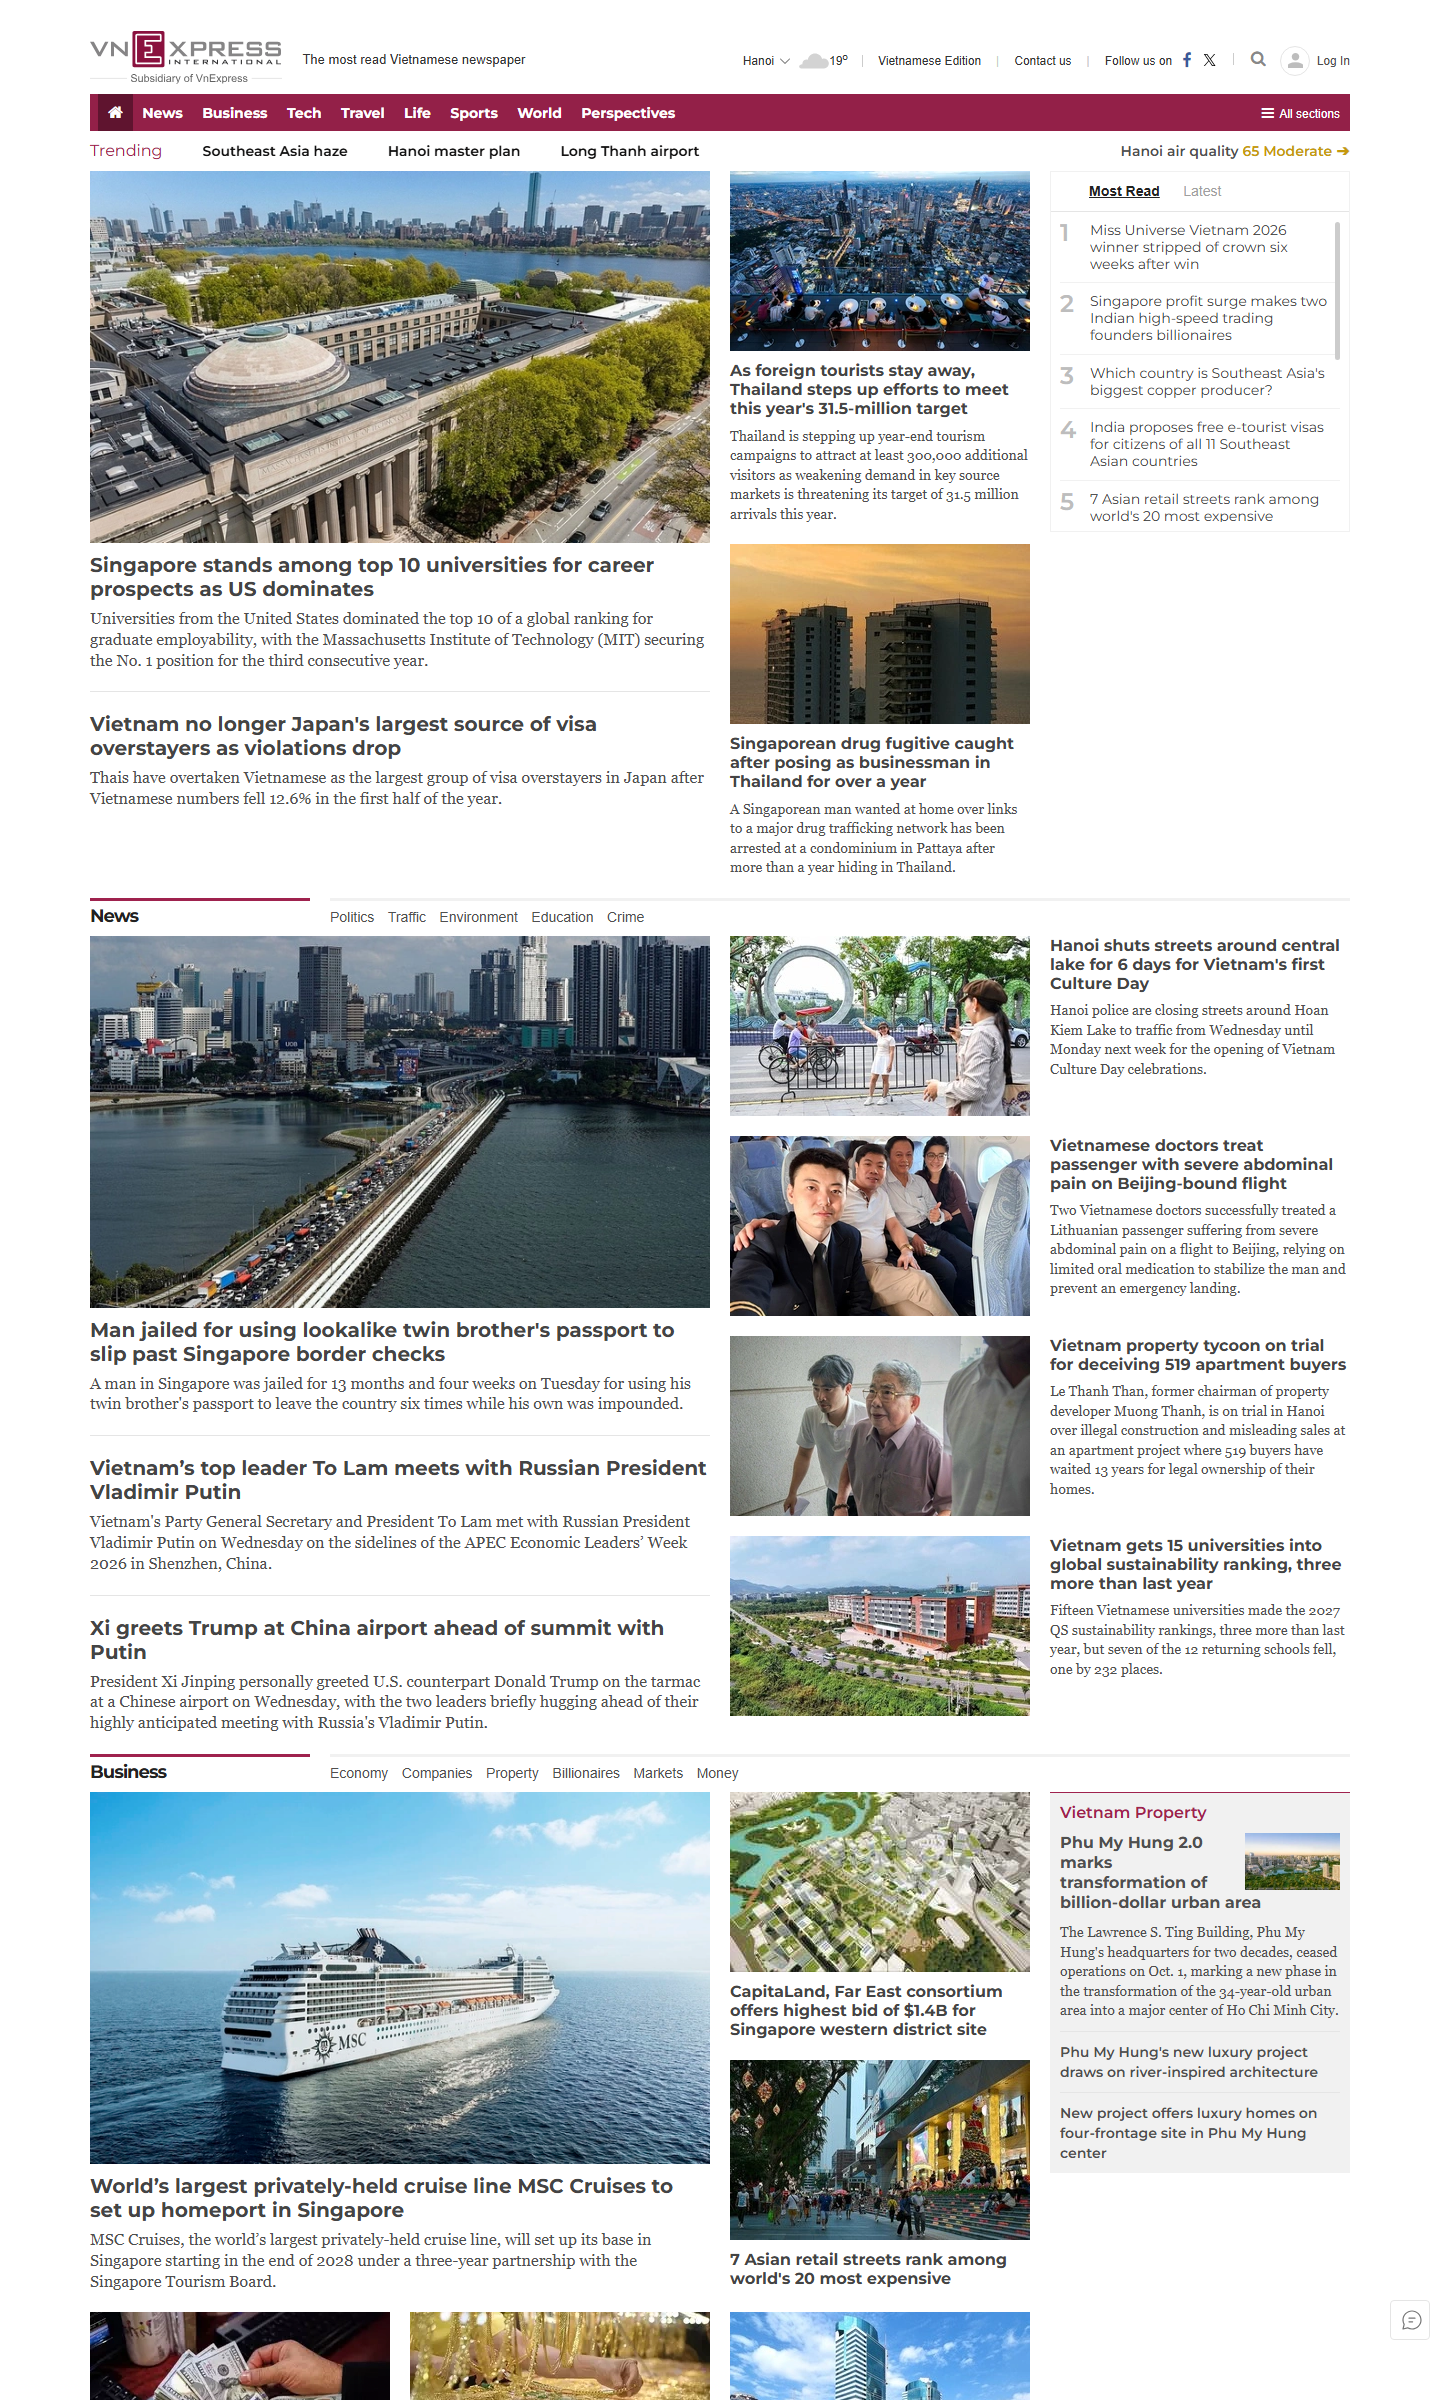 VNEXPRESS
INTERNATIONAL
Subsidiary of VnExpress
The most read Vietnamese newspaper
Hanoi 19° Vietnamese Edition Contact us Follow us on Log In
News Business Tech Travel Life Sports World Perspectives All sections
Trending Southeast Asia haze Hanoi master plan Long Thanh airport Hanoi air quality 65 Moderate
Singapore stands among top 10 universities for career
prospects as US dominates
Universities from the United States dominated the top 10 of a global ranking for
graduate employability, with the Massachusetts Institute of Technology (MIT) securing
the No. 1 position for the third consecutive year.
Vietnam no longer Japan's largest source of visa
overstayers as violations drop
Thais have overtaken Vietnamese as the largest group of visa overstayers in Japan after
Vietnamese numbers fell 12.6% in the first half of the year.
As foreign tourists stay away,
Thailand steps up efforts to meet
this year's 31.5-million target
Thailand is stepping up year-end tourism
campaigns to attract at least 300,000 additional
visitors as weakening demand in key source
markets is threatening its target of 31.5 million
arrivals this year.
Singaporean drug fugitive caught
after posing as businessman in
Thailand for over a year
A Singaporean man wanted at home over links
to a major drug trafficking network has been
arrested at a condominium in Pattaya after
more than a year hiding in Thailand.
Most Read Latest
1 Miss Universe Vietnam 2026
winner stripped of crown six
weeks after win
2 Singapore profit surge makes two
Indian high-speed trading
founders billionaires
3 Which country is Southeast Asia's
biggest copper producer?
4 India proposes free e-tourist visas
for citizens of all 11 Southeast
Asian countries
5 7 Asian retail streets rank among
world's 20 most expensive
News Politics Traffic Environment Education Crime
UOB
Man jailed for using lookalike twin brother's passport to
slip past Singapore border checks
A man in Singapore was jailed for 13 months and four weeks on Tuesday for using his
twin brother's passport to leave the country six times while his own was impounded.
Vietnam’s top leader To Lam meets with Russian President
Vladimir Putin
Vietnam's Party General Secretary and President To Lam met with Russian President
Vladimir Putin on Wednesday on the sidelines of the APEC Economic Leaders’ Week
2026 in Shenzhen, China.
Xi greets Trump at China airport ahead of summit with
Putin
President Xi Jinping personally greeted U.S. counterpart Donald Trump on the tarmac
at a Chinese airport on Wednesday, with the two leaders briefly hugging ahead of their
highly anticipated meeting with Russia's Vladimir Putin.
Hanoi shuts streets around central
lake for 6 days for Vietnam's first
Culture Day
Hanoi police are closing streets around Hoan
Kiem Lake to traffic from Wednesday until
Monday next week for the opening of Vietnam
Culture Day celebrations.
Vietnamese doctors treat
passenger with severe abdominal
pain on Beijing-bound flight
Two Vietnamese doctors successfully treated a
Lithuanian passenger suffering from severe
abdominal pain on a flight to Beijing, relying on
limited oral medication to stabilize the man and
prevent an emergency landing.
Vietnam property tycoon on trial
for deceiving 519 apartment buyers
Le Thanh Than, former chairman of property
developer Muong Thanh, is on trial in Hanoi
over illegal construction and misleading sales at
an apartment project where 519 buyers have
waited 13 years for legal ownership of their
homes.
Vietnam gets 15 universities into
global sustainability ranking, three
more than last year
Fifteen Vietnamese universities made the 2027
QS sustainability rankings, three more than last
year, but seven of the 12 returning schools fell,
one by 232 places.
Business Economy Companies Property Billionaires Markets Money
MSC
World’s largest privately-held cruise line MSC Cruises to
set up homeport in Singapore
MSC Cruises, the world’s largest privately-held cruise line, will set up its base in
Singapore starting in the end of 2028 under a three-year partnership with the
Singapore Tourism Board.
CapitaLand, Far East consortium
offers highest bid of $1.4B for
Singapore western district site
7 Asian retail streets rank among
world's 20 most expensive
Vietnam Property
Phu My Hung 2.0
marks
transformation of
billion-dollar urban area
The Lawrence S. Ting Building, Phu My
Hung's headquarters for two decades, ceased
operations on Oct. 1, marking a new phase in
the transformation of the 34-year-old urban
area into a major center of Ho Chi Minh City.
Phu My Hung's new luxury project
draws on river-inspired architecture
New project offers luxury homes on
four-frontage site in Phu My Hung
center